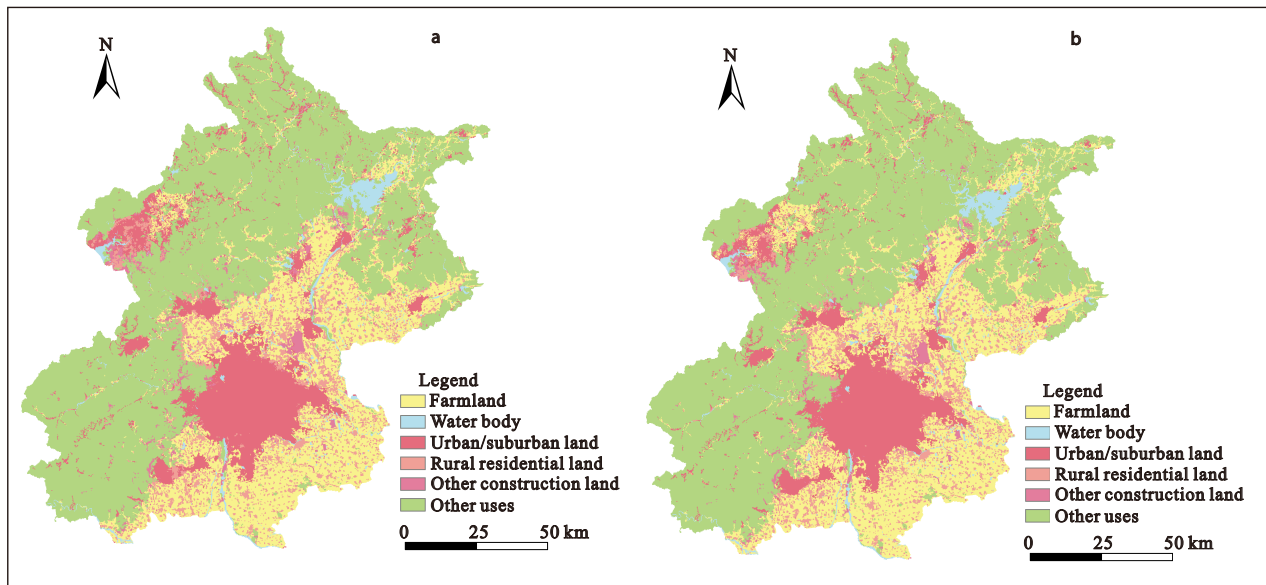 a
N
Legend
Farmland
Water body
Urban/suburban land
Rural residential land
Other construction land
Other uses
0 25 50 km
b
N
Legend
Farmland
Water body
Urban/suburban land
Rural residential land
Other construction land
Other uses
0 25 50 km